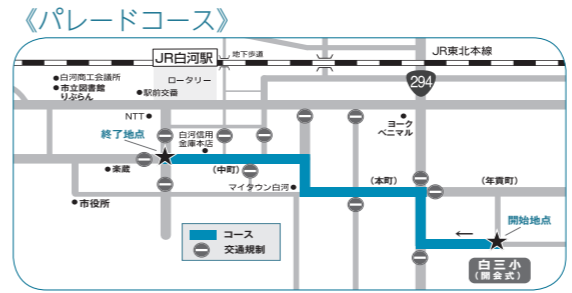 《パレードコース》
JR白河駅
地下歩道
JR東北本線
白河商工会議所
市立図書館
りぶらん
ロータリー
駅前交番
294
NTT
終了地点
白河信用
金庫本店
ヨーク
ベニマル
楽蔵
(中町)
マイタウン白河
(本町)
(年貢町)
市役所
開始地点
←
コース
交通規制
白三小
(開会式)